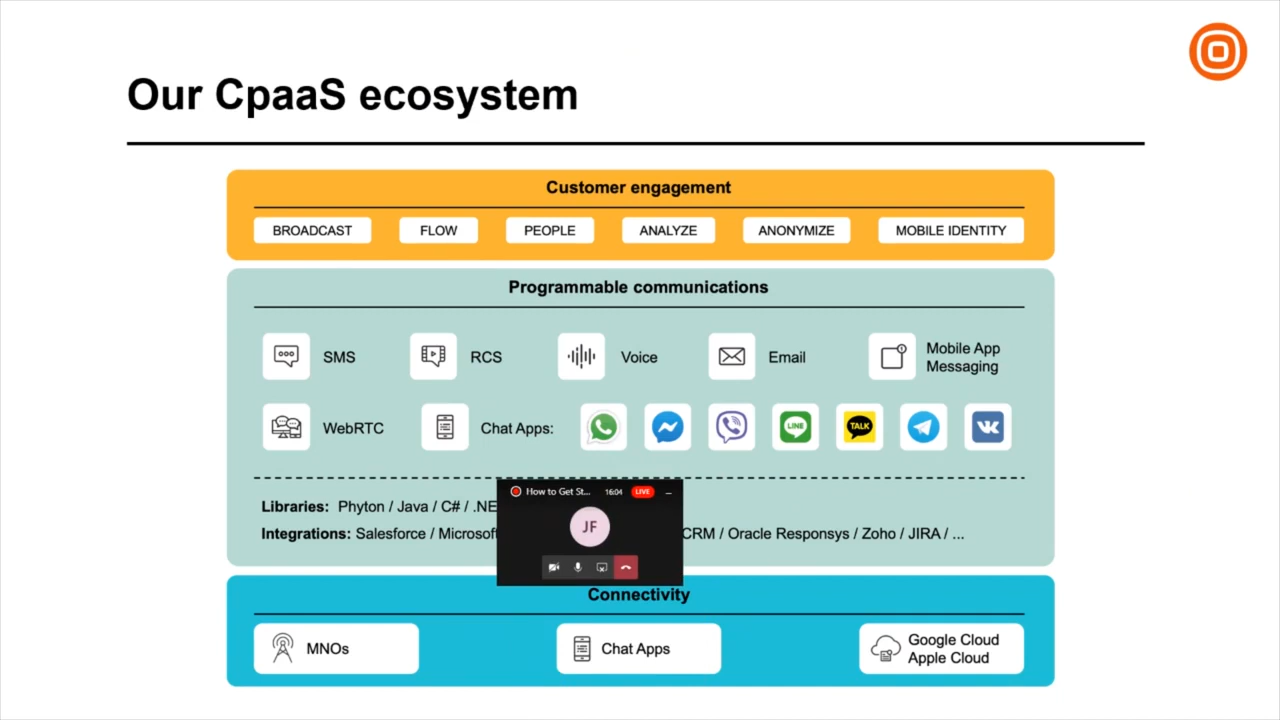 Our CpaaS ecosystem
Customer engagement
BROADCAST FLOW PEOPLE ANALYZE ANONYMIZE MOBILE IDENTITY
Programmable communications
SMS RCS Voice Email Mobile App
Messaging
WebRTC Chat Apps: LINE TALK
Libraries: Phyton / Java / C# / .NE
Integrations: Salesforce / Microsoft CRM / Oracle Responsys / Zoho / JIRA / ...
How to Get St... 16:04 LIVE
JF
Connectivity
MNOs Chat Apps Google Cloud
Apple Cloud